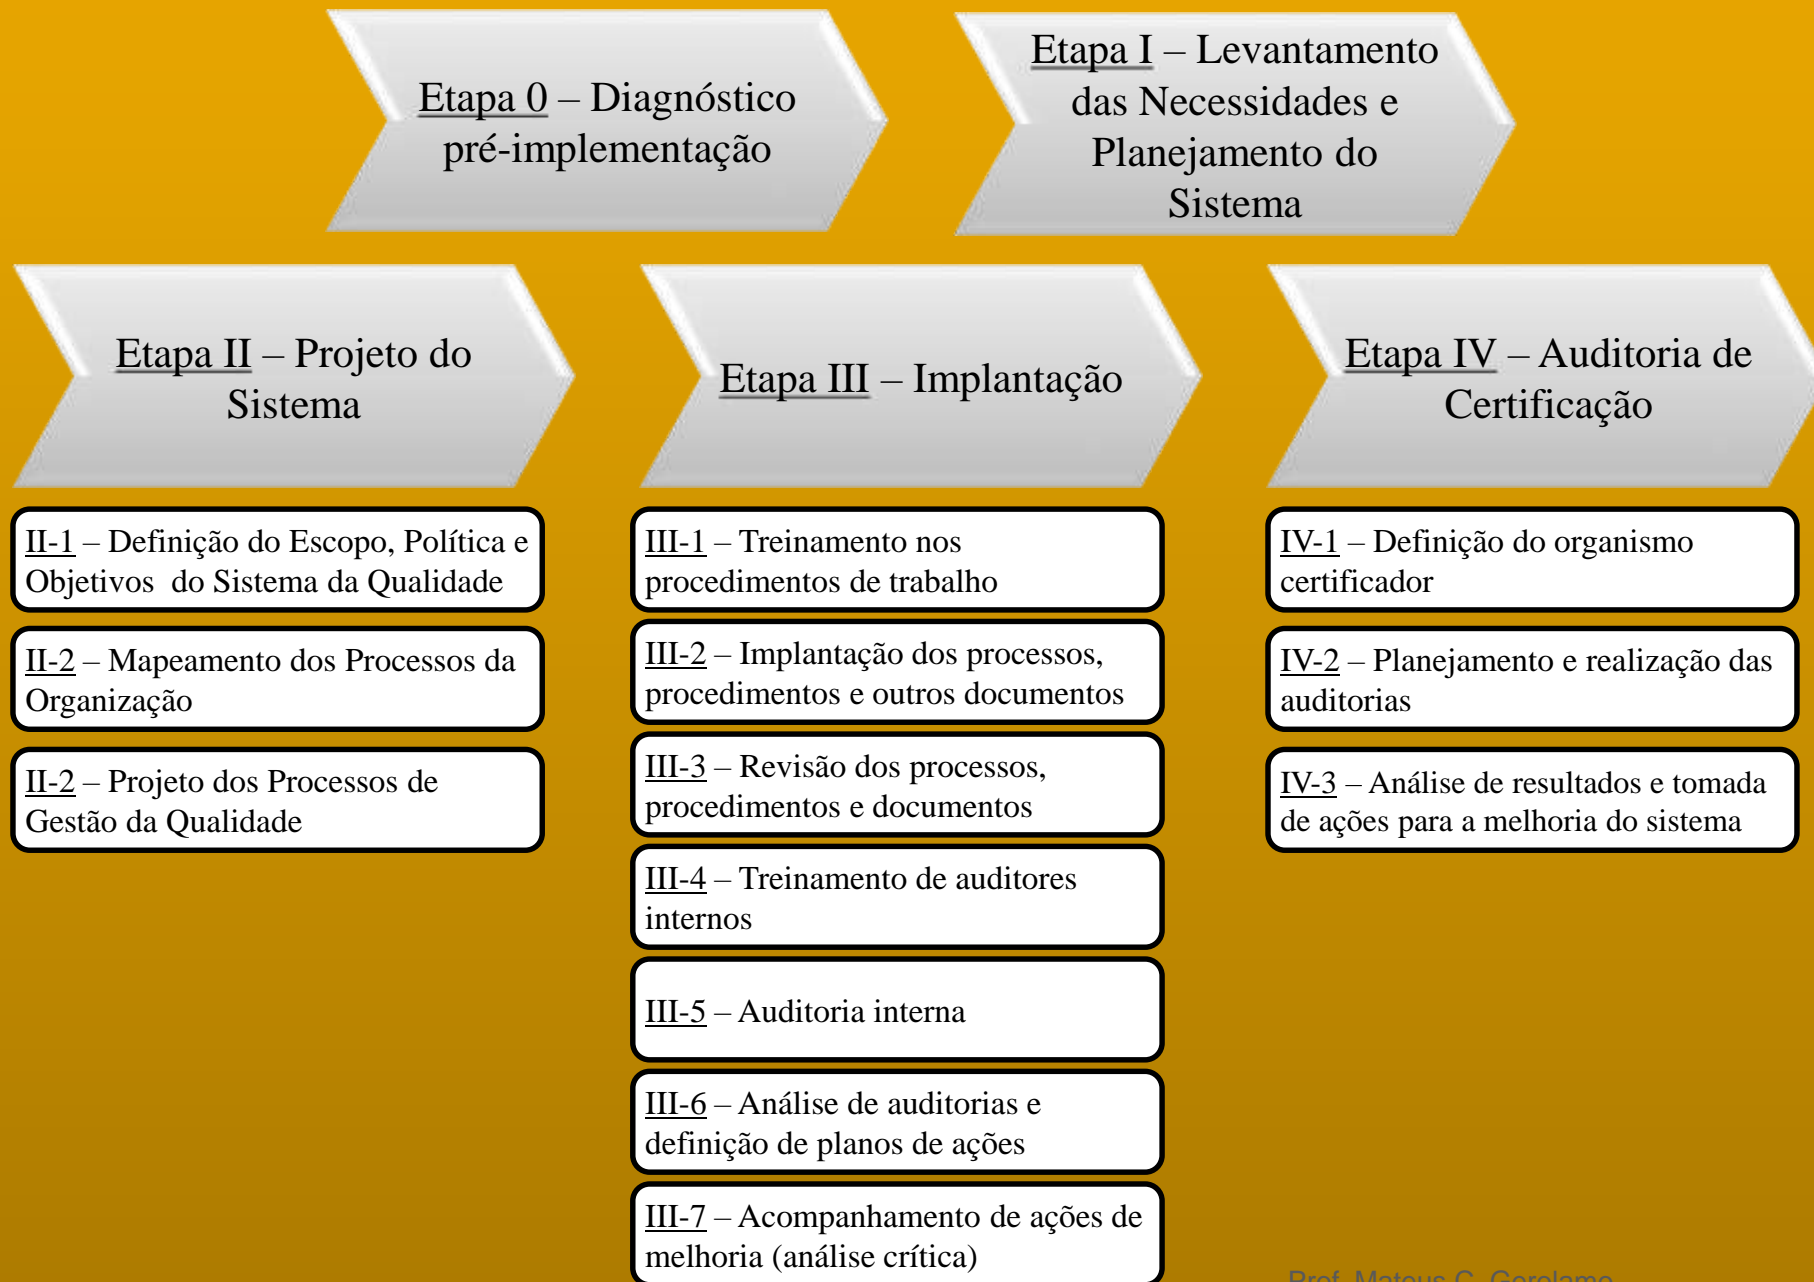 Etapa 0 – Diagnóstico
pré-implementação
Etapa I – Levantamento
das Necessidades e
Planejamento do
Sistema
Etapa II – Projeto do
Sistema
Etapa III – Implantação
Etapa IV – Auditoria de
Certificação
II-1 – Definição do Escopo, Política e
Objetivos do Sistema da Qualidade
II-2 – Mapeamento dos Processos da
Organização
II-2 – Projeto dos Processos de
Gestão da Qualidade
III-1 – Treinamento nos
procedimentos de trabalho
III-2 – Implantação dos processos,
procedimentos e outros documentos
III-3 – Revisão dos processos,
procedimentos e documentos
III-4 – Treinamento de auditores
internos
III-5 – Auditoria interna
III-6 – Análise de auditorias e
definição de planos de ações
III-7 – Acompanhamento de ações de
melhoria (análise crítica)
IV-1 – Definição do organismo
certificador
IV-2 – Planejamento e realização das
auditorias
IV-3 – Análise de resultados e tomada
de ações para a melhoria do sistema
Prof. Mateus C. Gerolamo